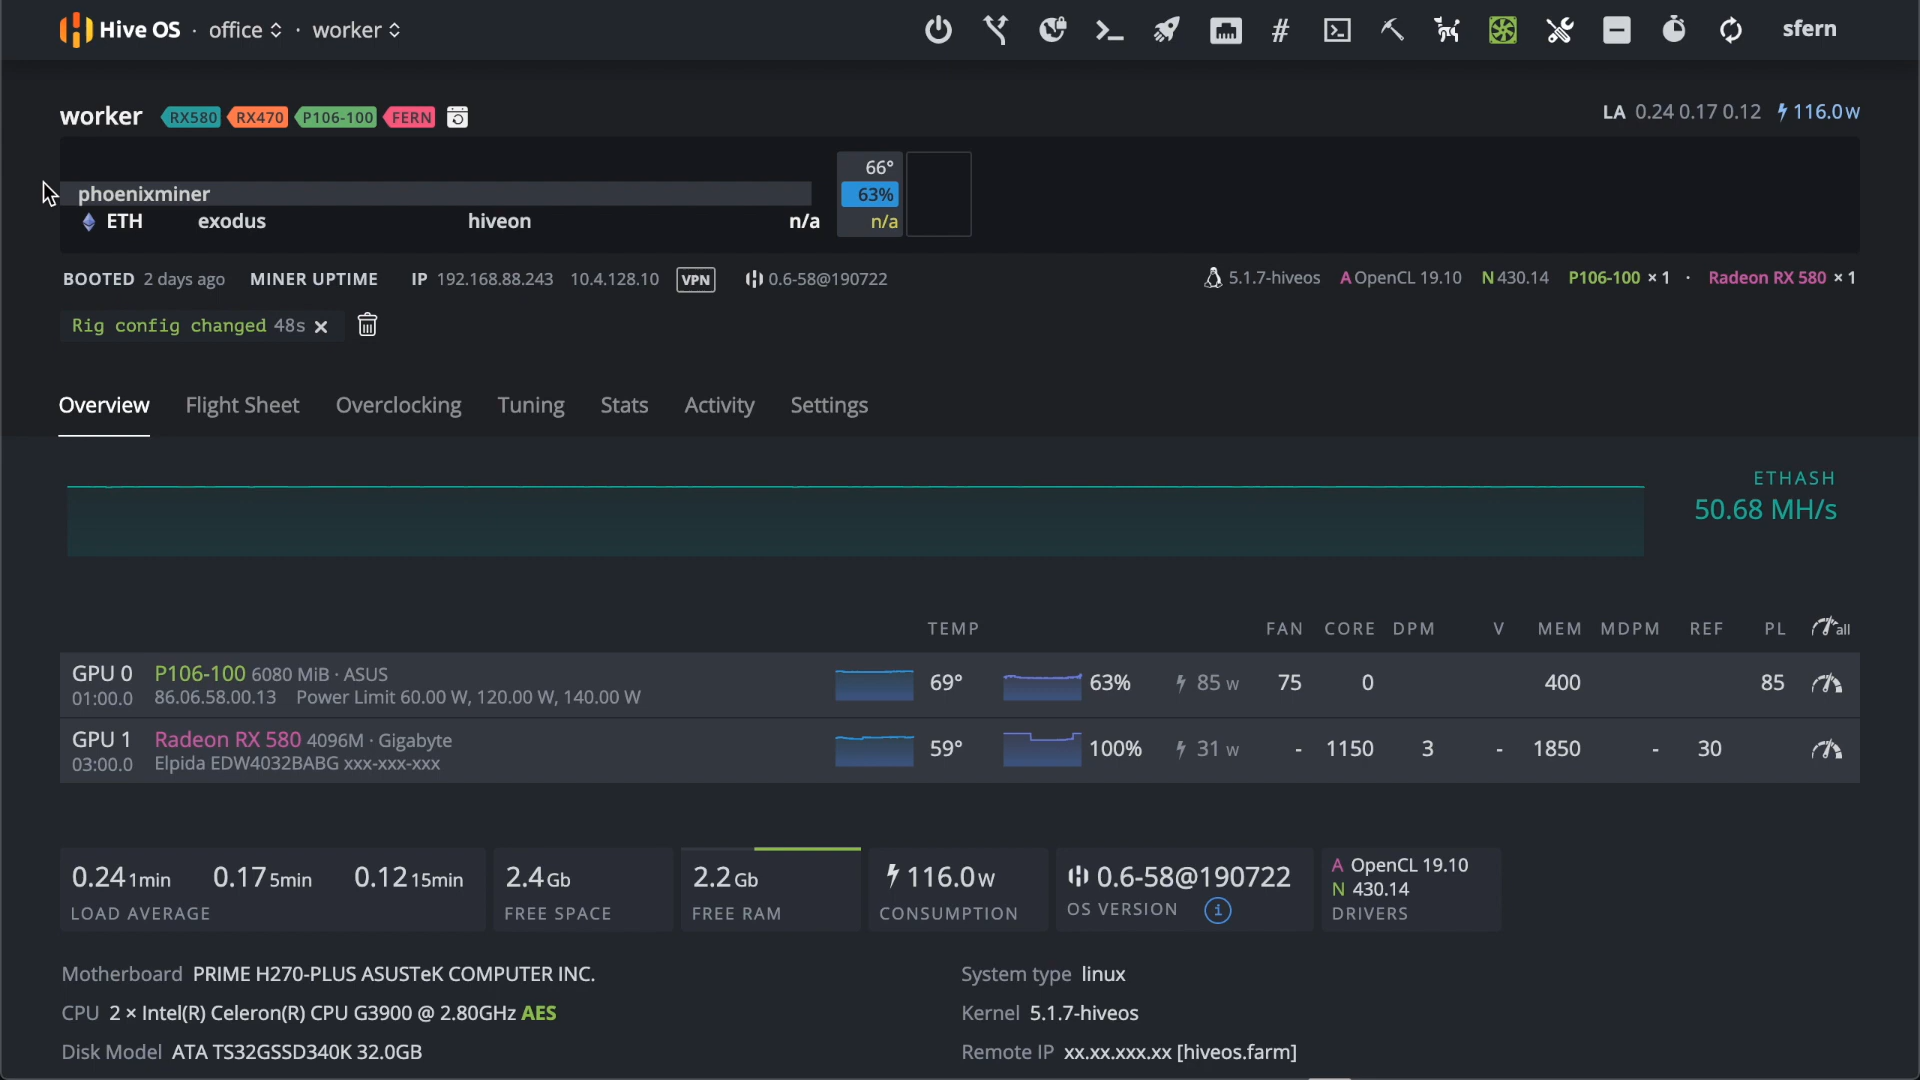 Hive OS · office · worker # sfern
worker RX580 RX470 P106-100 FERN LA 0.24 0.17 0.12 116.0 w
66°
phoenixminer 63%
ETH exodus hiveon n/a n/a
BOOTED 2 days ago MINER UPTIME IP 192.168.88.243 10.4.128.10 VPN 0.6-58@190722 5.1.7-hiveos A OpenCL 19.10 N 430.14 P106-100 × 1 · Radeon RX 580 × 1
Rig config changed 48s ×
Overview Flight Sheet Overclocking Tuning Stats Activity Settings
ETHASH
50.68 MH/s
TEMP FAN CORE DPM V MEM MDPM REF PL all
GPU 0 P106-100 6080 MiB · ASUS 69° 63% 85 w 75 0 400 85
01:00.0 86.06.58.00.13 Power Limit 60.00 W, 120.00 W, 140.00 W
GPU 1 Radeon RX 580 4096M · Gigabyte 59° 100% 31 w - 1150 3 - 1850 - 30
03:00.0 Elpida EDW4032BABG xxx-xxx-xxx
0.24 1min 0.17 5min 0.12 15min
LOAD AVERAGE
2.4 Gb
FREE SPACE
2.2 Gb
FREE RAM
116.0 w
CONSUMPTION
0.6-58@190722
OS VERSION i
A OpenCL 19.10
N 430.14
DRIVERS
Motherboard PRIME H270-PLUS ASUSTeK COMPUTER INC. System type linux
CPU 2 × Intel(R) Celeron(R) CPU G3900 @ 2.80GHz AES Kernel 5.1.7-hiveos
Disk Model ATA TS32GSSD340K 32.0GB Remote IP xx.xx.xxx.xx [hiveos.farm]